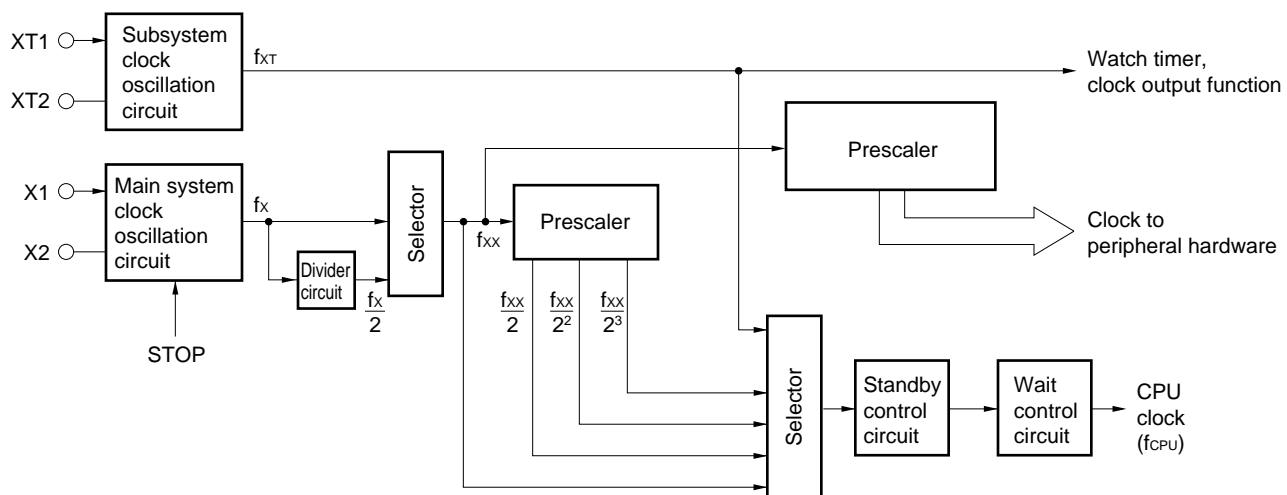 XT1
XT2
Subsystem
clock
oscillation
circuit
fXT
Watch timer,
clock output function
X1
X2
Main system
clock
oscillation
circuit
STOP
fX
Divider
circuit
fX
2
Selector
fXX
Prescaler
Prescaler
Clock to
peripheral hardware
fXX
2
fXX
2²
fXX
2³
Selector
Standby
control
circuit
Wait
control
circuit
CPU
clock
(fCPU)